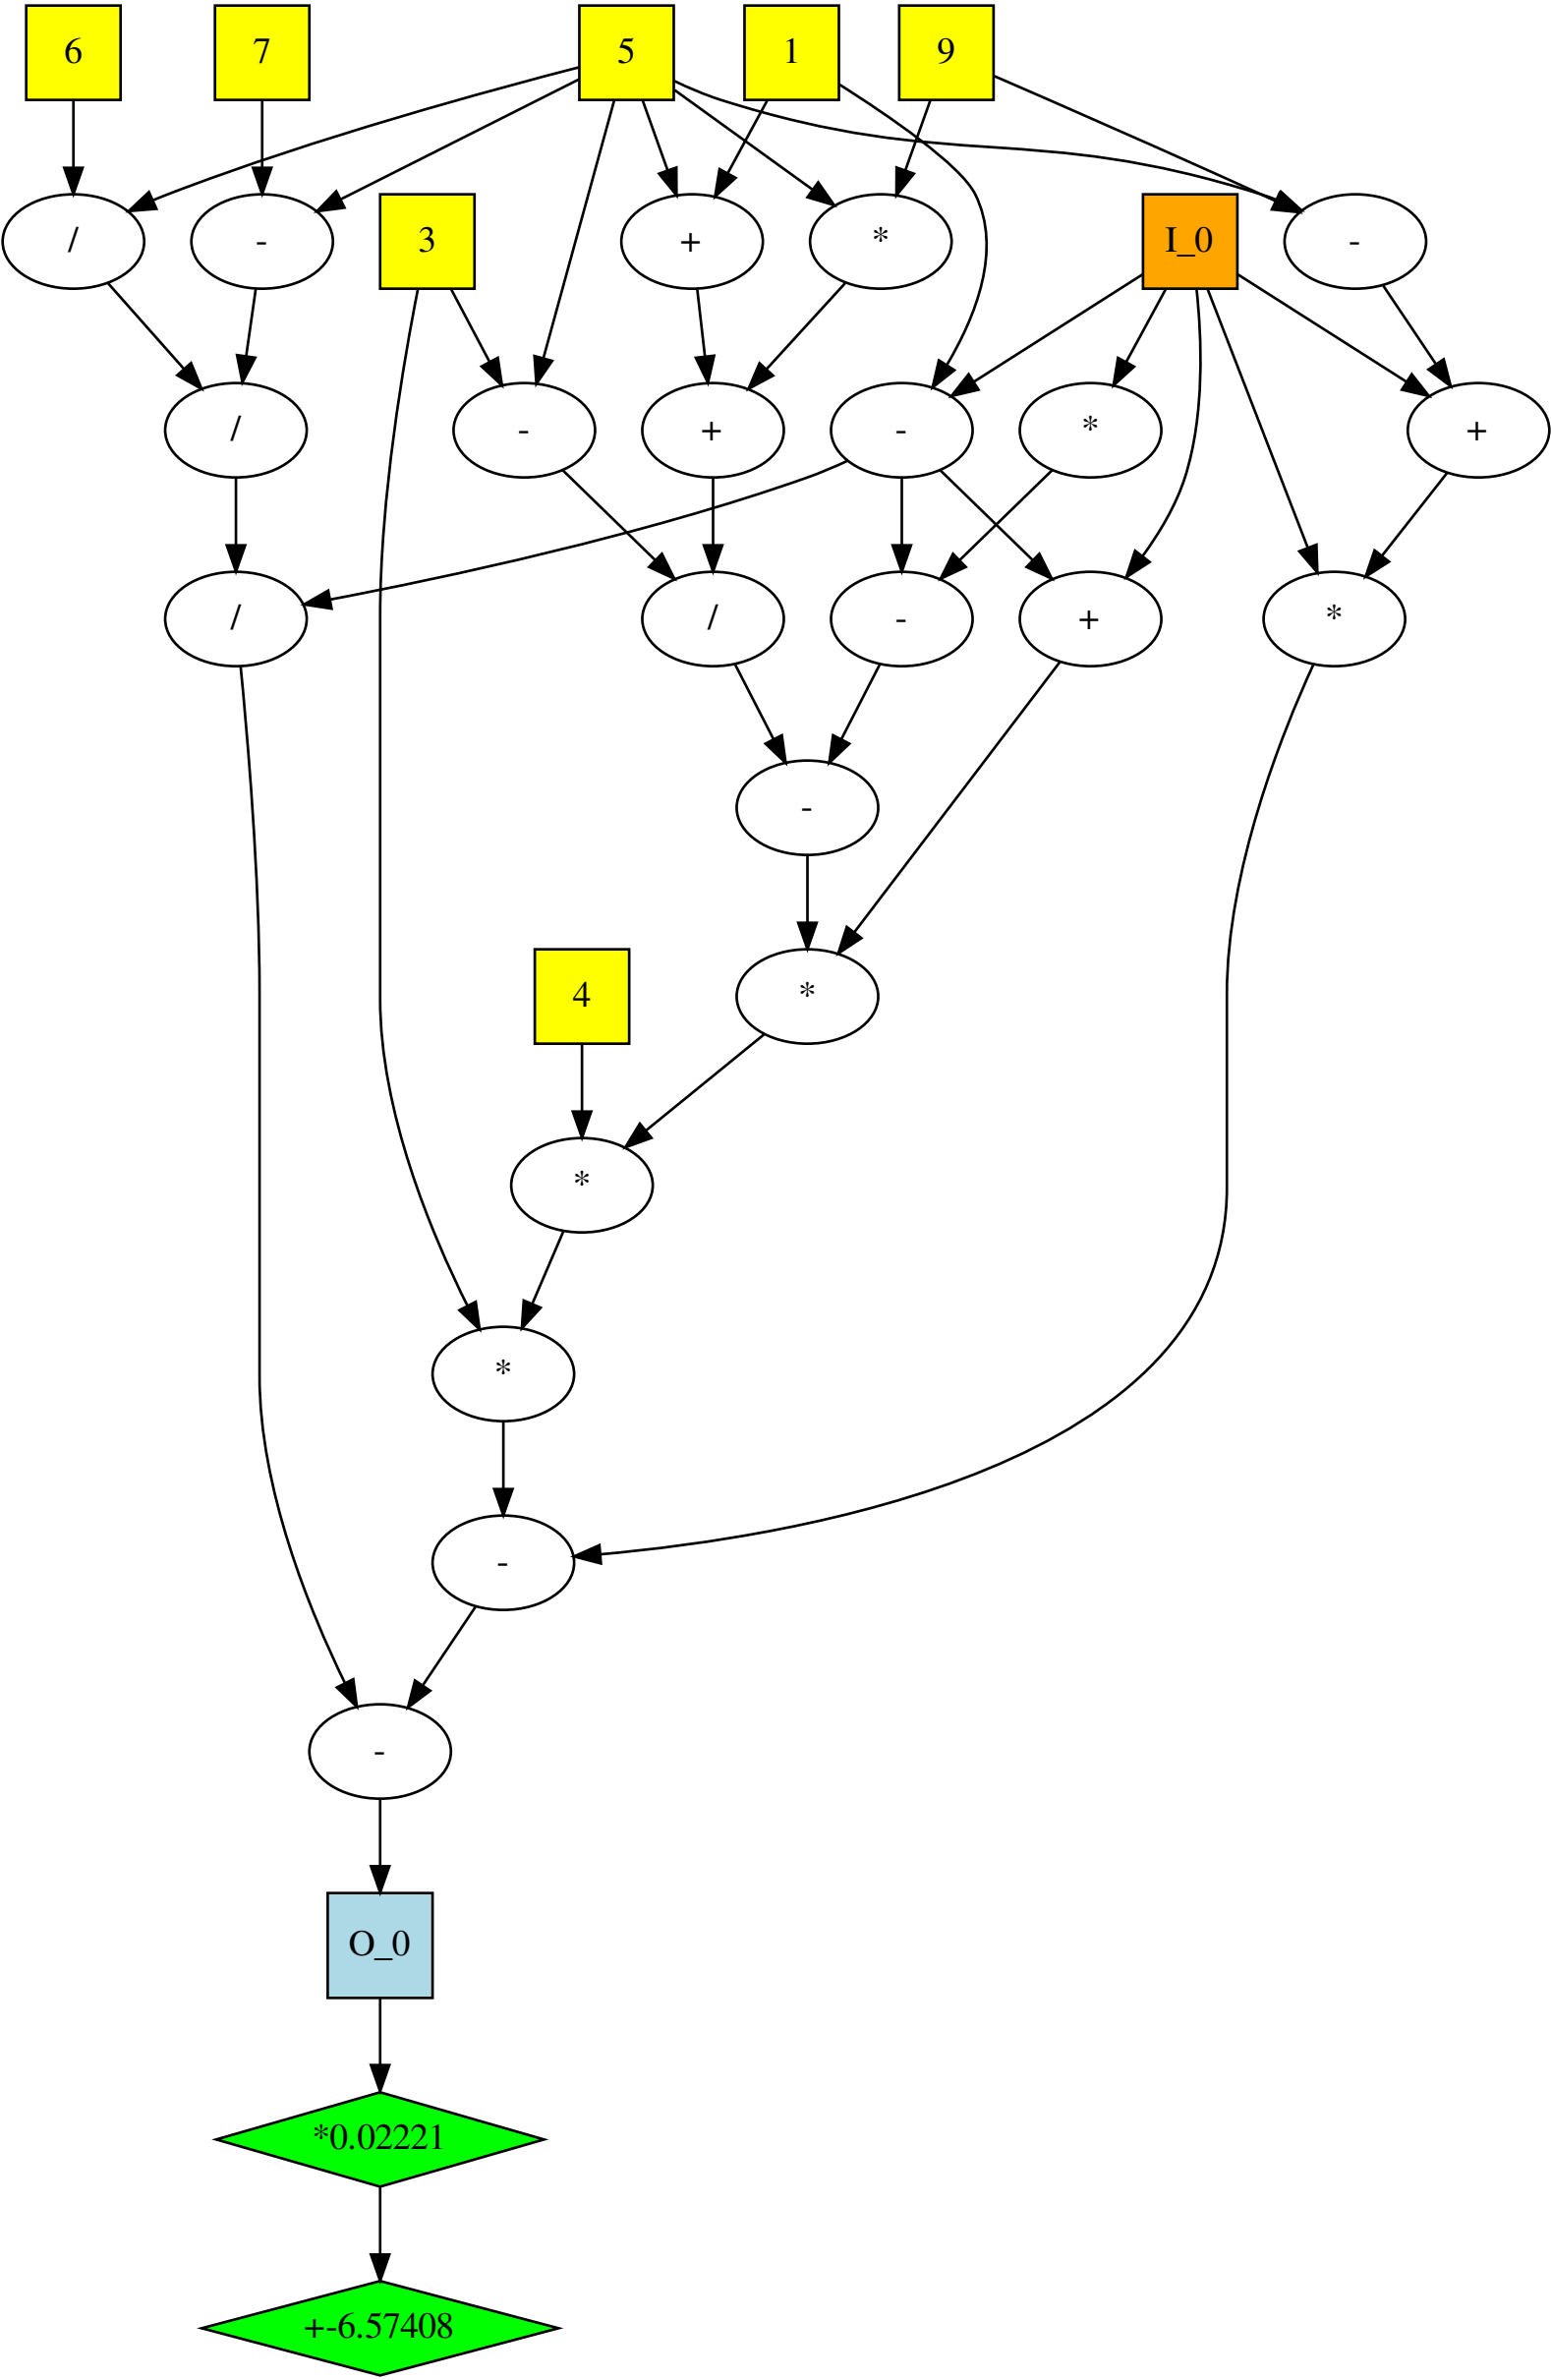 6 7 5 1 9
/ - 3 + * I_0 -
/ - + - * +
/ / - + *
-
4 *
*
*
-
-
O_0
*0.02221
+-6.57408